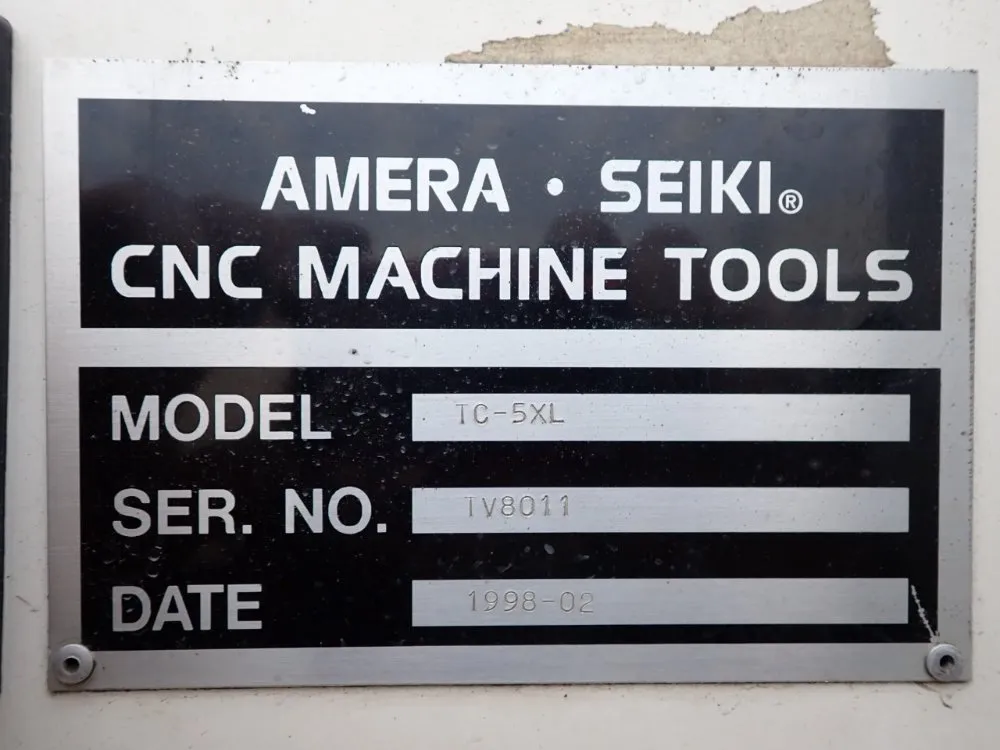 AMERA • SEIKI®
CNC MACHINE TOOLS
MODEL TC-5XL
SER. NO. TV8011
DATE 1998-02